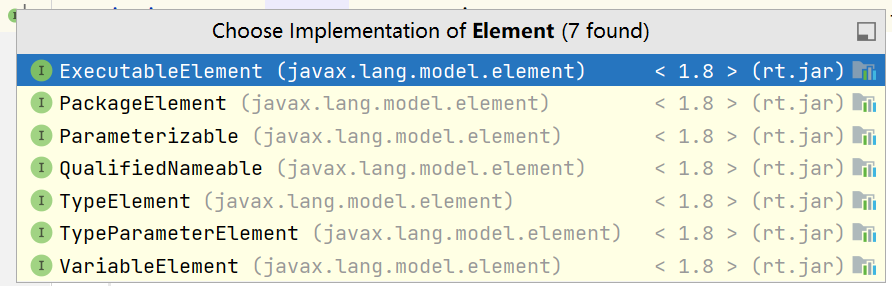 Choose Implementation of Element (7 found)
I ExecutableElement (javax.lang.model.element) < 1.8 > (rt.jar)
I PackageElement (javax.lang.model.element) < 1.8 > (rt.jar)
I Parameterizable (javax.lang.model.element) < 1.8 > (rt.jar)
I QualifiedNameable (javax.lang.model.element) < 1.8 > (rt.jar)
I TypeElement (javax.lang.model.element) < 1.8 > (rt.jar)
I TypeParameterElement (javax.lang.model.element) < 1.8 > (rt.jar)
I VariableElement (javax.lang.model.element) < 1.8 > (rt.jar)